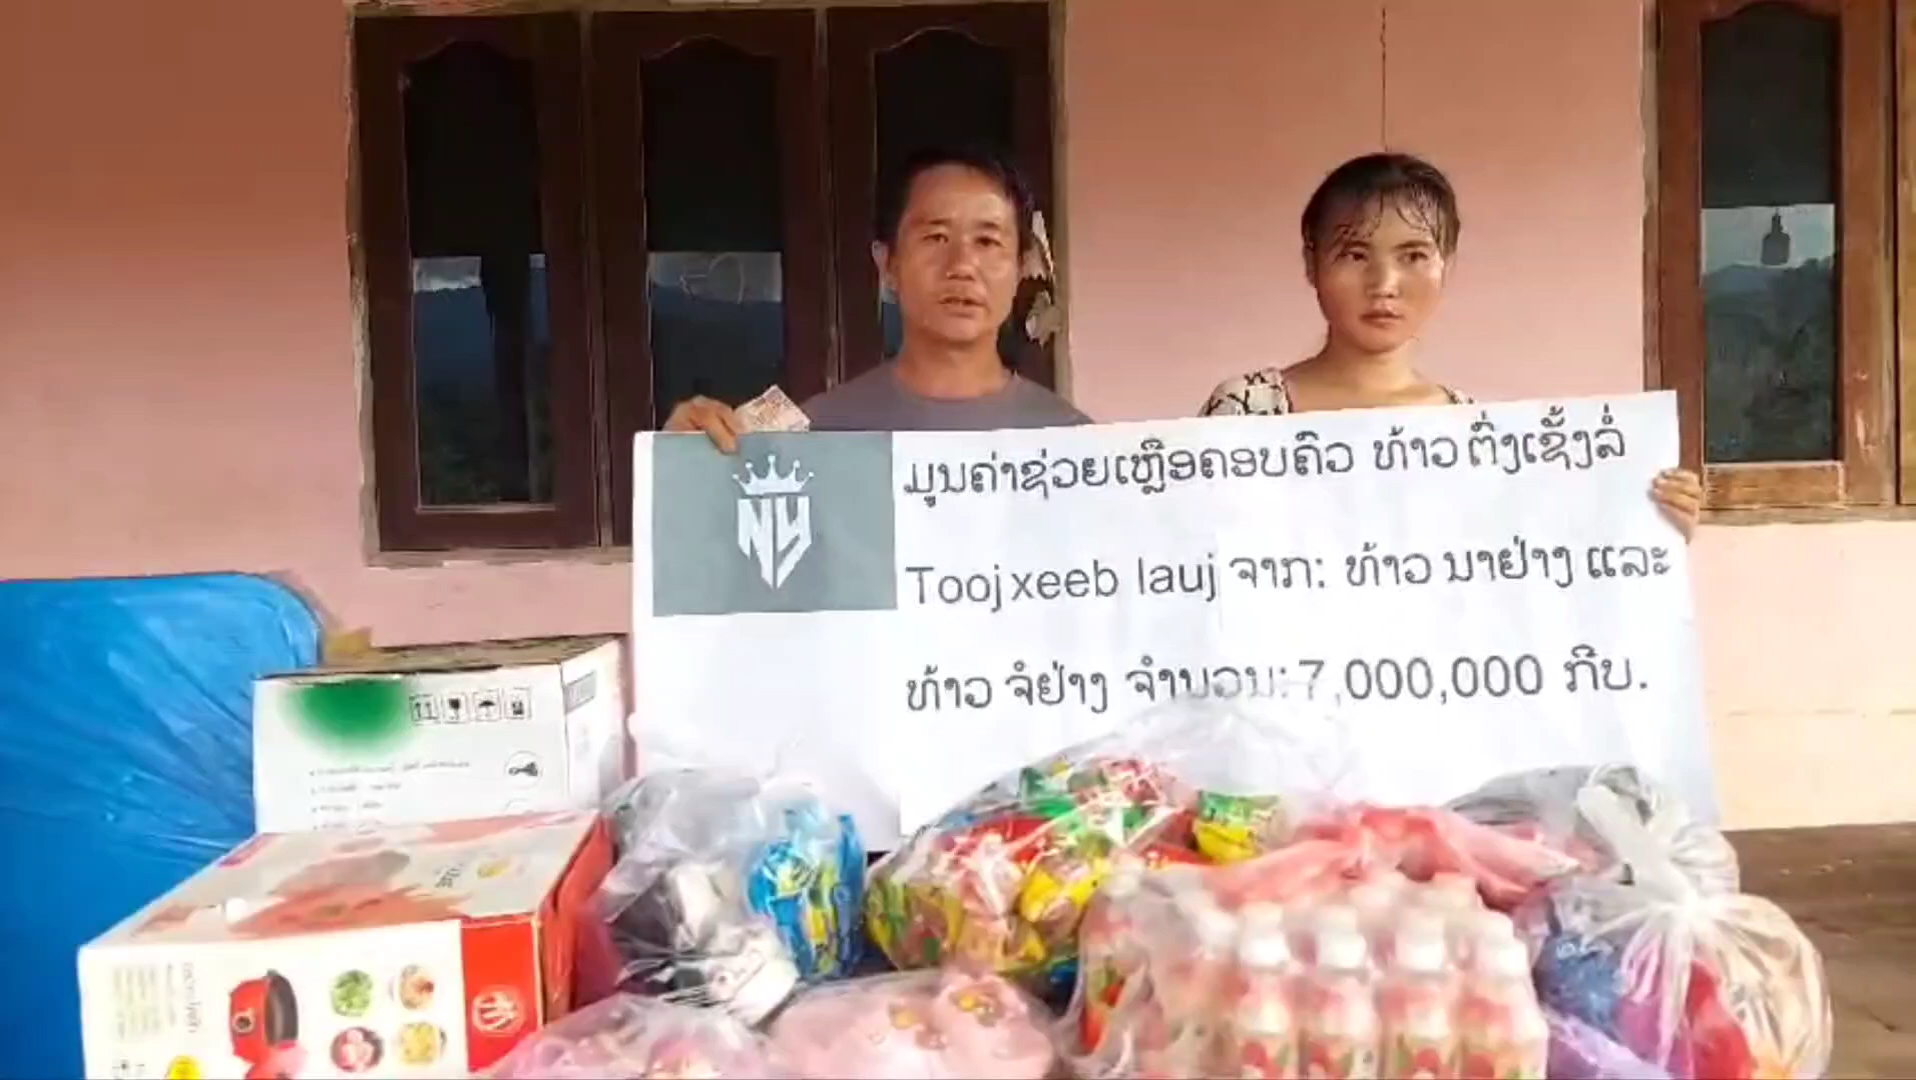 NY
ມູນຄ່າຊ່ວຍເຫຼືອຄອບຄົວ ທ້າວ ຕົ່ງເຊັ້ງລໍ່
Tooj xeeb lauj ຈາກ: ທ້າວ ນາຢ່າງ ແລະ
ທ້າວ ຈໍຢ່າງ ຈຳນວນ: 7,000,000 ກີບ.